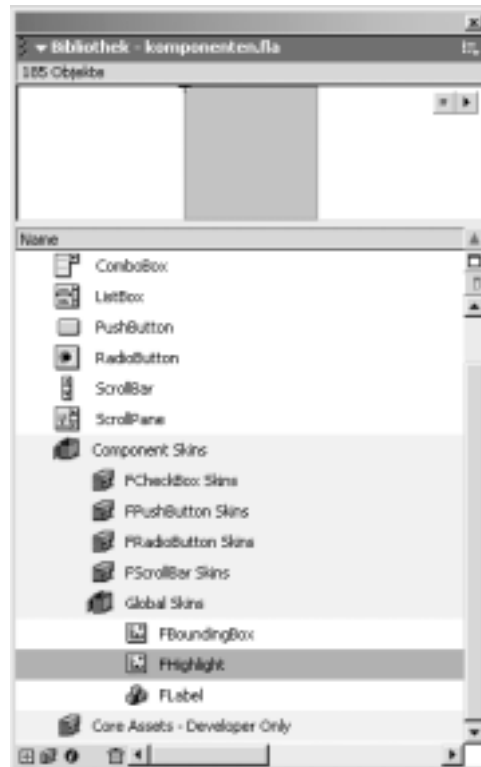 Bibliothek - komponenten.fla
185 Objekte
Name
ComboBox
ListBox
PushButton
RadioButton
ScrollBar
ScrollPane
Component Skins
FCheckBox Skins
FPushButton Skins
FRadioButton Skins
FScrollBar Skins
Global Skins
FBoundingBox
FHighlight
FLabel
Core Assets - Developer Only